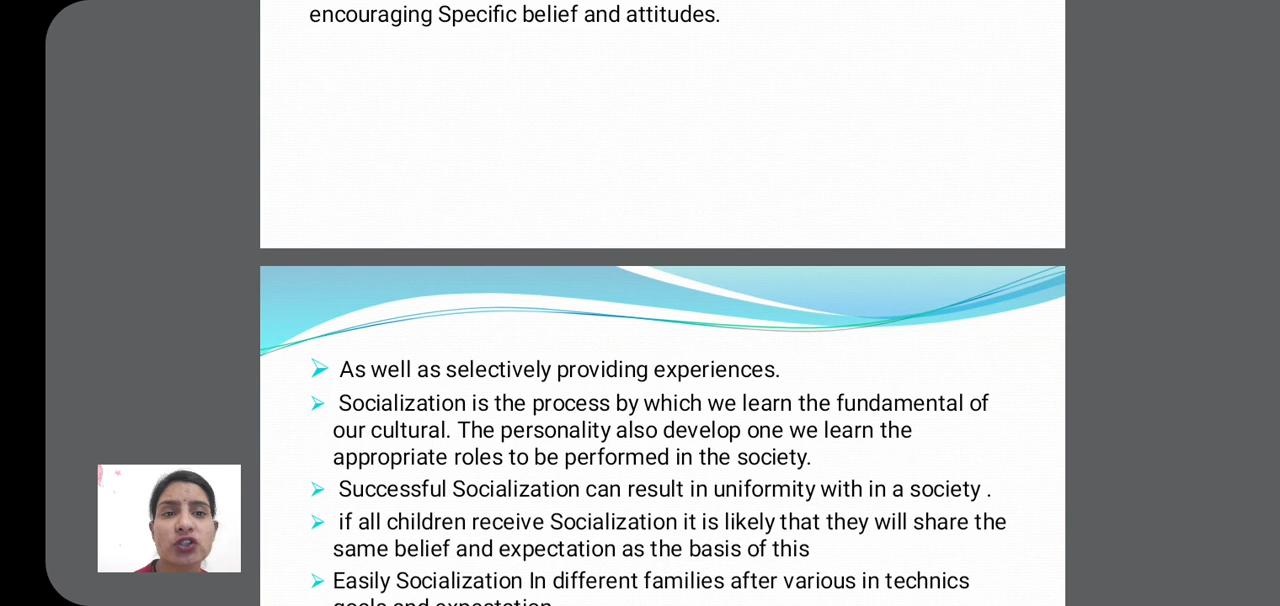 encouraging Specific belief and attitudes.
As well as selectively providing experiences.
Socialization is the process by which we learn the fundamental of
our cultural. The personality also develop one we learn the
appropriate roles to be performed in the society.
Successful Socialization can result in uniformity with in a society .
if all children receive Socialization it is likely that they will share the
same belief and expectation as the basis of this
Easily Socialization In different families after various in technics
goals and expectation